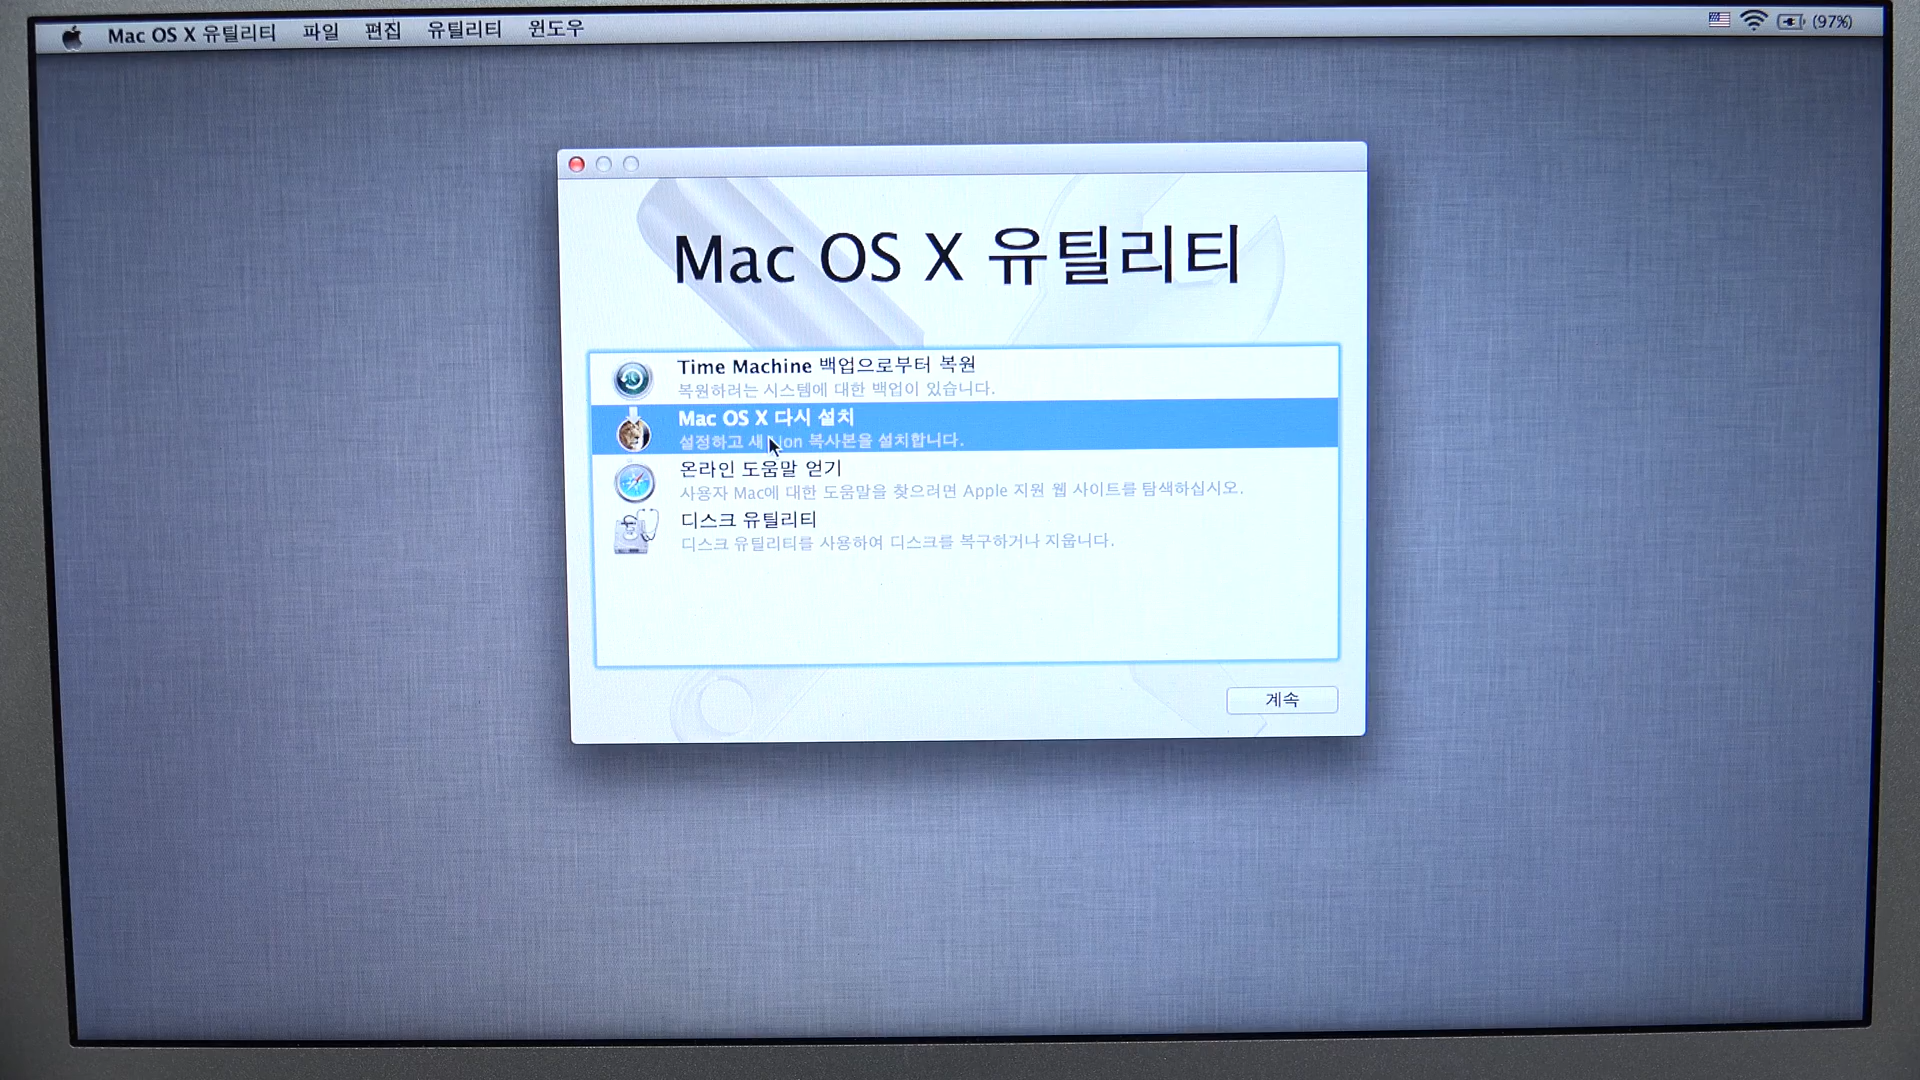 Mac OS X 유틸리티 파일 편집 유틸리티 윈도우 (97%)
Mac OS X 유틸리티
Time Machine 백업으로부터 복원
복원하려는 시스템에 대한 백업이 있습니다.
Mac OS X 다시 설치
설정하고 새 Lion 복사본을 설치합니다.
온라인 도움말 얻기
사용자 Mac에 대한 도움말을 찾으려면 Apple 지원 웹 사이트를 탐색하십시오.
디스크 유틸리티
디스크 유틸리티를 사용하여 디스크를 복구하거나 지웁니다.
계속